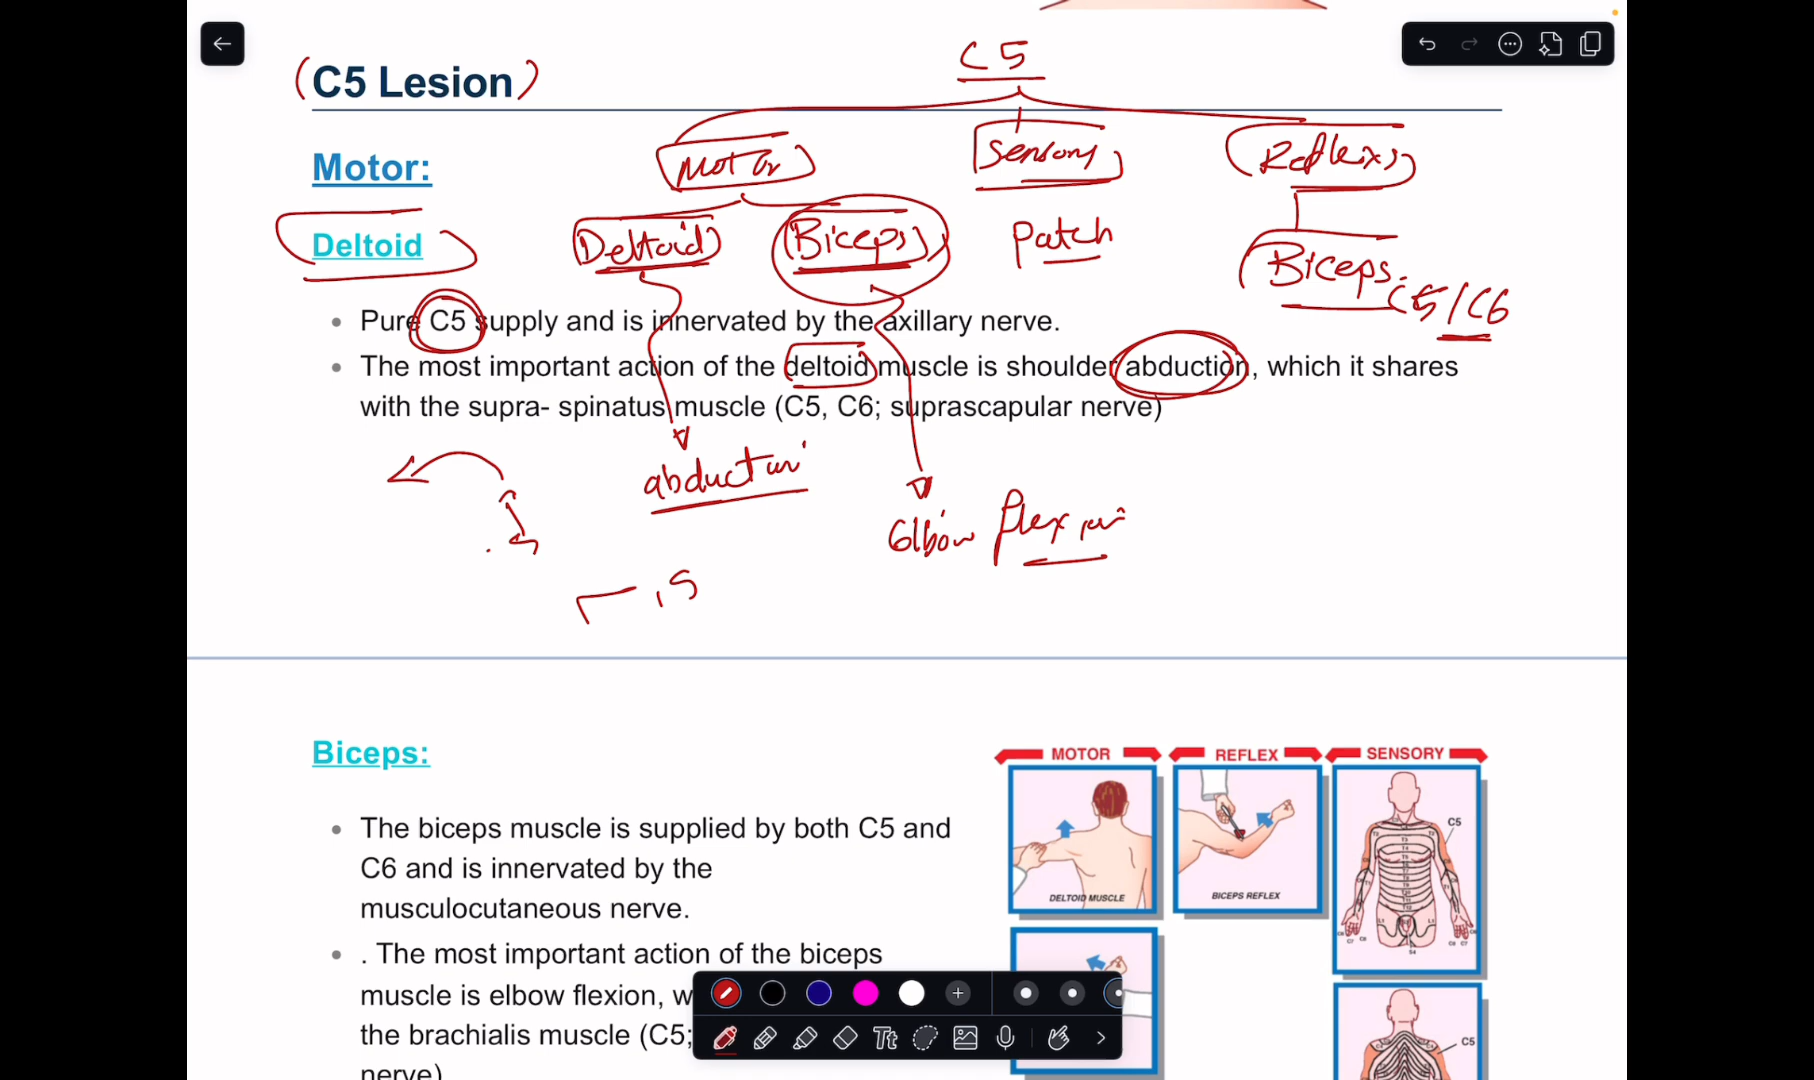 C5
(C5 Lesion)
Motor Sensory Reflexs
Motor:
Deltoid Biceps Patch Biceps C5/C6
Deltoid
• Pure C5 supply and is innervated by the axillary nerve.
• The most important action of the deltoid muscle is shoulder abduction, which it shares
with the supra- spinatus muscle (C5, C6; suprascapular nerve)
abduction
Elbow flexion
Biceps:
• The biceps muscle is supplied by both C5 and
C6 and is innervated by the
musculocutaneous nerve.
• . The most important action of the biceps
muscle is elbow flexion, w
the brachialis muscle (C5;
nerve)
MOTOR REFLEX SENSORY
DELTOID MUSCLE
BICEPS REFLEX
C5
C5
Tt